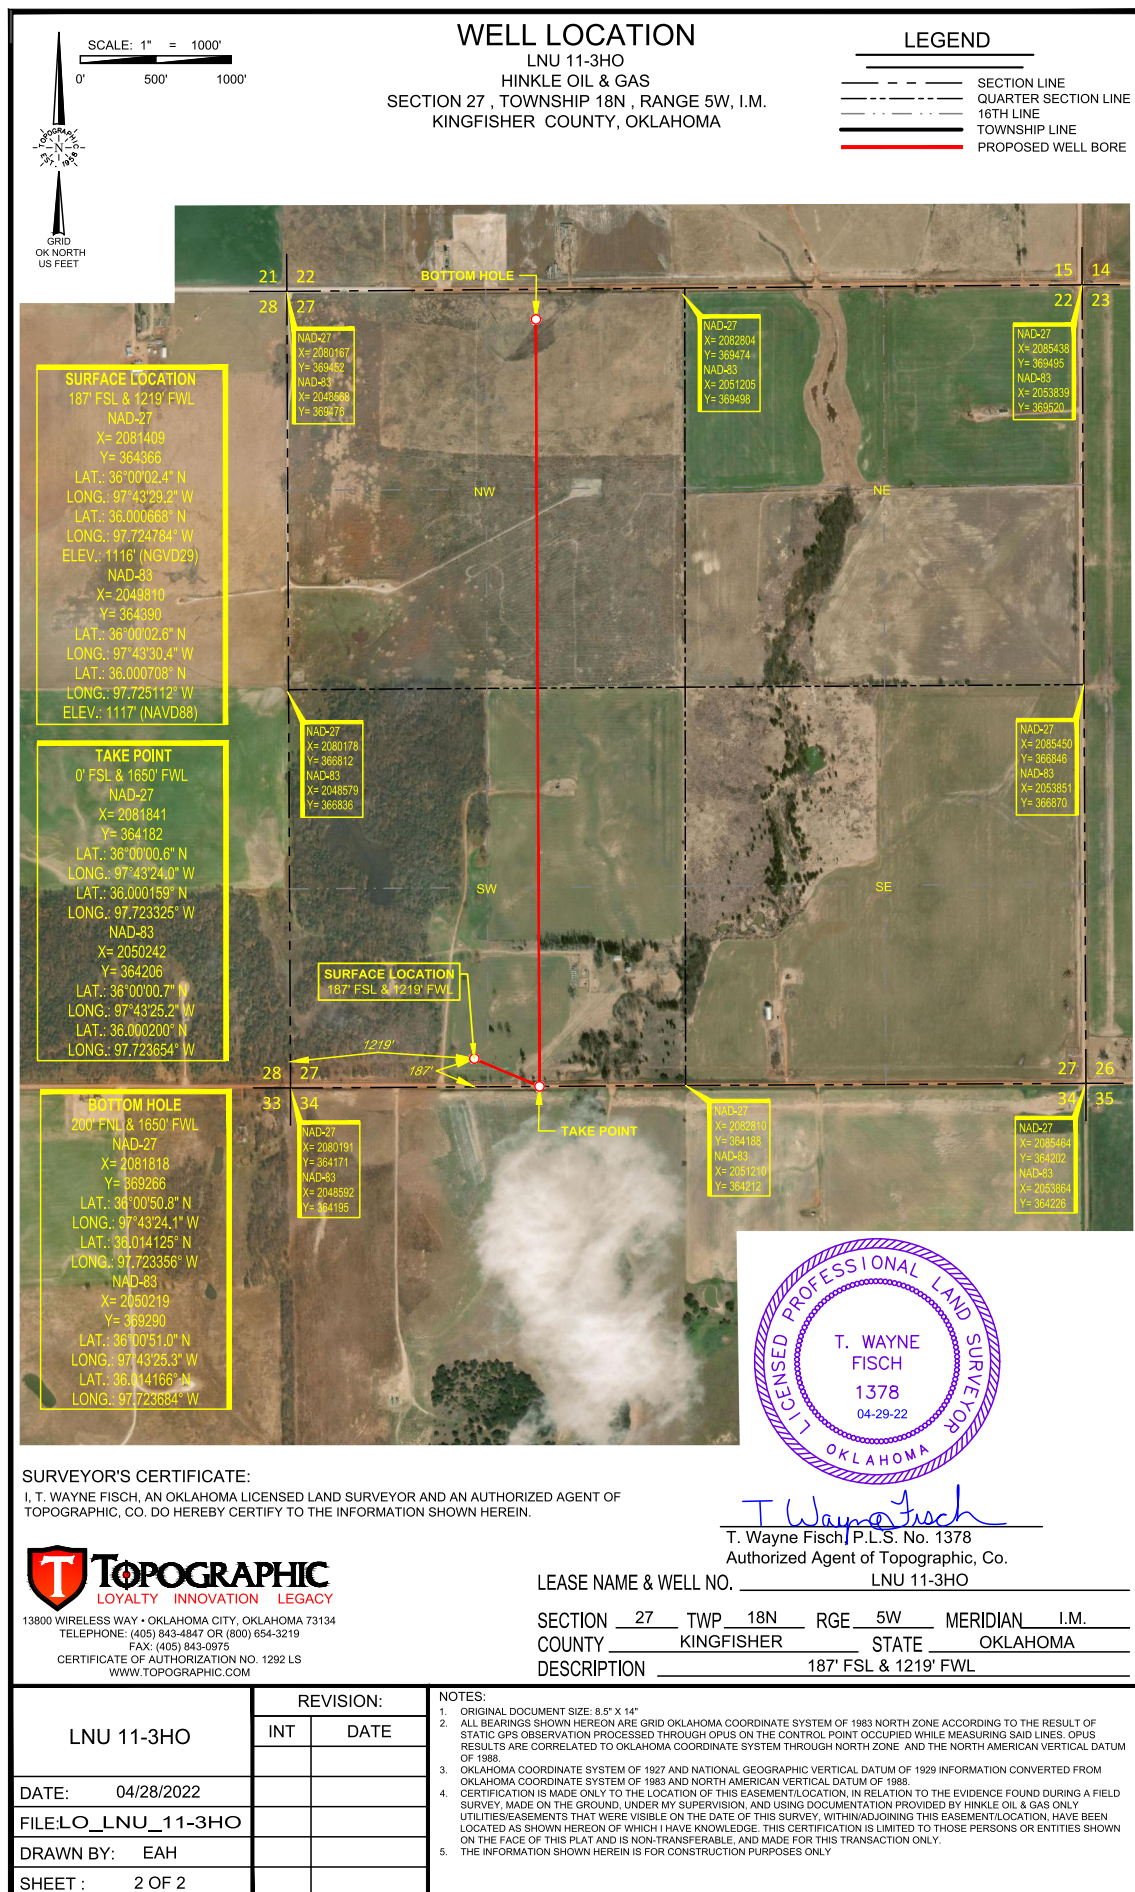 SCALE: 1" = 1000'
0' 500' 1000'
TOPOGRAPHIC
N
EST. 1958
GRID
OK NORTH
US FEET
WELL LOCATION
LNU 11-3HO
HINKLE OIL & GAS
SECTION 27 , TOWNSHIP 18N , RANGE 5W, I.M.
KINGFISHER COUNTY, OKLAHOMA
LEGEND
SECTION LINE
QUARTER SECTION LINE
16TH LINE
TOWNSHIP LINE
PROPOSED WELL BORE
21 22
28 27
BOTTOM HOLE
15 14
22 23
NAD-27
X= 2080167
Y= 369452
NAD-83
X= 2048568
Y= 369476
NAD-27
X= 2082804
Y= 369474
NAD-83
X= 2051205
Y= 369498
NAD-27
X= 2085438
Y= 369495
NAD-83
X= 2053839
Y= 369520
SURFACE LOCATION
187' FSL & 1219' FWL
NAD-27
X= 2081409
Y= 364366
LAT.: 36°00'02.4" N
LONG.: 97°43'29.2" W
LAT.: 36.000668° N
LONG.: 97.724784° W
ELEV.: 1116' (NGVD29)
NAD-83
X= 2049810
Y= 364390
LAT.: 36°00'02.6" N
LONG.: 97°43'30.4" W
LAT.: 36.000708° N
LONG.: 97.725112° W
ELEV.: 1117' (NAVD88)
NW
NE
NAD-27
X= 2080178
Y= 366812
NAD-83
X= 2048579
Y= 366836
NAD-27
X= 2085450
Y= 366846
NAD-83
X= 2053851
Y= 366870
TAKE POINT
0' FSL & 1650' FWL
NAD-27
X= 2081841
Y= 364182
LAT.: 36°00'00.6" N
LONG.: 97°43'24.0" W
LAT.: 36.000159° N
LONG.: 97.723325° W
NAD-83
X= 2050242
Y= 364206
LAT.: 36°00'00.7" N
LONG.: 97°43'25.2" W
LAT.: 36.000200° N
LONG.: 97.723654° W
SW
SE
SURFACE LOCATION
187' FSL & 1219' FWL
1219'
187'
28 27
33 34
27 26
34 35
TAKE POINT
BOTTOM HOLE
200' FNL & 1650' FWL
NAD-27
X= 2081818
Y= 369266
LAT.: 36°00'50.8" N
LONG.: 97°43'24.1" W
LAT.: 36.014125° N
LONG.: 97.723356° W
NAD-83
X= 2050219
Y= 369290
LAT.: 36°00'51.0" N
LONG.: 97°43'25.3" W
LAT.: 36.014166° N
LONG.: 97.723684° W
NAD-27
X= 2080191
Y= 364171
NAD-83
X= 2048592
Y= 364195
NAD-27
X= 2082810
Y= 364188
NAD-83
X= 2051210
Y= 364212
NAD-27
X= 2085464
Y= 364202
NAD-83
X= 2053864
Y= 364226
LICENSED PROFESSIONAL LAND SURVEYOR
T. WAYNE
FISCH
1378
04-29-22
OKLAHOMA
SURVEYOR'S CERTIFICATE:
I, T. WAYNE FISCH, AN OKLAHOMA LICENSED LAND SURVEYOR AND AN AUTHORIZED AGENT OF
TOPOGRAPHIC, CO. DO HEREBY CERTIFY TO THE INFORMATION SHOWN HEREIN.
T Wayne Fisch
T. Wayne Fisch, P.L.S. No. 1378
Authorized Agent of Topographic, Co.
T TOPOGRAPHIC
LOYALTY INNOVATION LEGACY
13800 WIRELESS WAY • OKLAHOMA CITY, OKLAHOMA 73134
TELEPHONE: (405) 843-4847 OR (800) 654-3219
FAX: (405) 843-0975
CERTIFICATE OF AUTHORIZATION NO. 1292 LS
WWW.TOPOGRAPHIC.COM
LEASE NAME & WELL NO. LNU 11-3HO
SECTION 27 TWP 18N RGE 5W MERIDIAN I.M.
COUNTY KINGFISHER STATE OKLAHOMA
DESCRIPTION 187' FSL & 1219' FWL
LNU 11-3HO
DATE: 04/28/2022
FILE:LO_LNU_11-3HO
DRAWN BY: EAH
SHEET : 2 OF 2
REVISION:
INT DATE
NOTES:
1. ORIGINAL DOCUMENT SIZE: 8.5" X 14"
2. ALL BEARINGS SHOWN HEREON ARE GRID OKLAHOMA COORDINATE SYSTEM OF 1983 NORTH ZONE ACCORDING TO THE RESULT OF
STATIC GPS OBSERVATION PROCESSED THROUGH OPUS ON THE CONTROL POINT OCCUPIED WHILE MEASURING SAID LINES. OPUS
RESULTS ARE CORRELATED TO OKLAHOMA COORDINATE SYSTEM THROUGH NORTH ZONE AND THE NORTH AMERICAN VERTICAL DATUM
OF 1988.
3. OKLAHOMA COORDINATE SYSTEM OF 1927 AND NATIONAL GEOGRAPHIC VERTICAL DATUM OF 1929 INFORMATION CONVERTED FROM
OKLAHOMA COORDINATE SYSTEM OF 1983 AND NORTH AMERICAN VERTICAL DATUM OF 1988.
4. CERTIFICATION IS MADE ONLY TO THE LOCATION OF THIS EASEMENT/LOCATION, IN RELATION TO THE EVIDENCE FOUND DURING A FIELD
SURVEY, MADE ON THE GROUND, UNDER MY SUPERVISION, AND USING DOCUMENTATION PROVIDED BY HINKLE OIL & GAS ONLY
UTILITIES/EASEMENTS THAT WERE VISIBLE ON THE DATE OF THIS SURVEY, WITHIN/ADJOINING THIS EASEMENT/LOCATION, HAVE BEEN
LOCATED AS SHOWN HEREON OF WHICH I HAVE KNOWLEDGE. THIS CERTIFICATION IS LIMITED TO THOSE PERSONS OR ENTITIES SHOWN
ON THE FACE OF THIS PLAT AND IS NON-TRANSFERABLE, AND MADE FOR THIS TRANSACTION ONLY.
5. THE INFORMATION SHOWN HEREIN IS FOR CONSTRUCTION PURPOSES ONLY